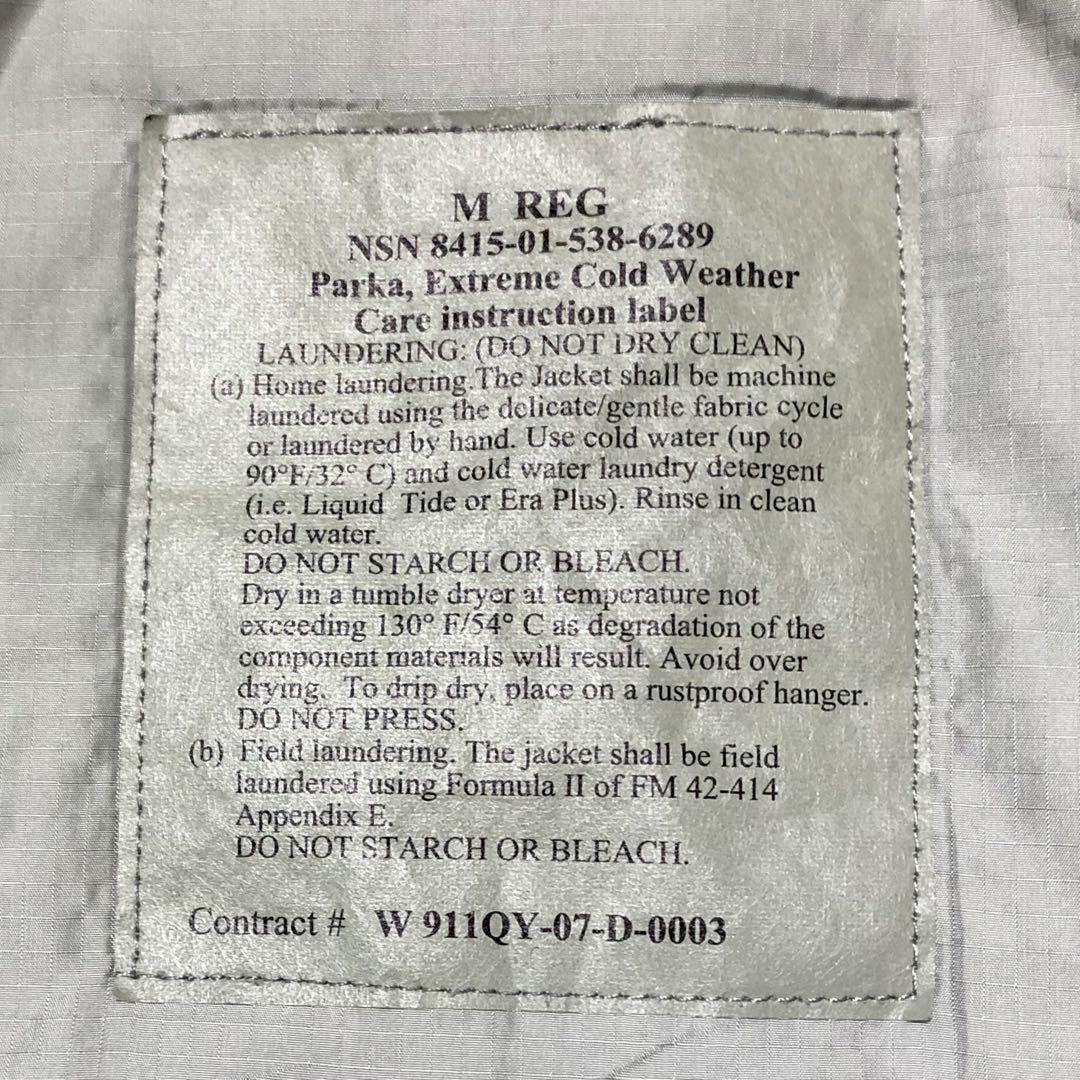 M REG
NSN 8415-01-538-6289
Parka, Extreme Cold Weather
Care instruction label
LAUNDERING: (DO NOT DRY CLEAN)
(a) Home laundering. The Jacket shall be machine
laundered using the delicate/gentle fabric cycle
or laundered by hand. Use cold water (up to
90°F/32° C) and cold water laundry detergent
(i.e. Liquid Tide or Era Plus). Rinse in clean
cold water.
DO NOT STARCH OR BLEACH.
Dry in a tumble dryer at temperature not
exceeding 130° F/54° C as degradation of the
component materials will result. Avoid over
drying. To drip dry, place on a rustproof hanger.
DO NOT PRESS.
(b) Field laundering. The jacket shall be field
laundered using Formula II of FM 42-414
Appendix E.
DO NOT STARCH OR BLEACH.
Contract # W 911QY-07-D-0003